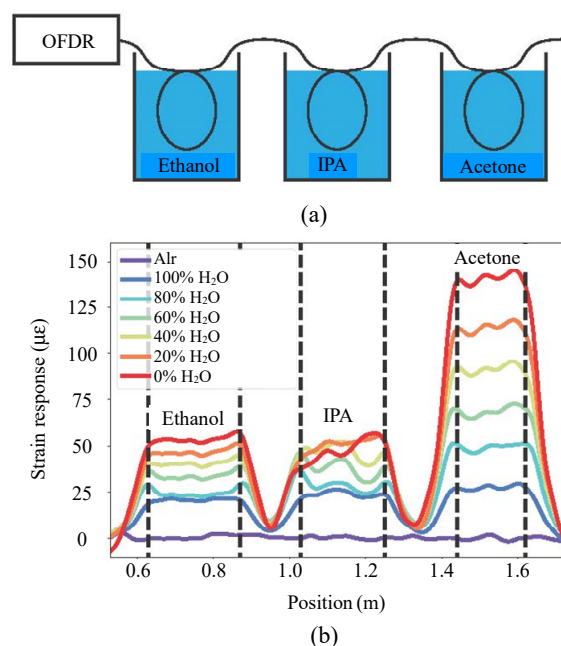 OFDR
Ethanol IPA Acetone
(a)
150
125
100
75
50
25
0
Strain response (με)
Alr
100% H₂O
80% H₂O
60% H₂O
40% H₂O
20% H₂O
0% H₂O
Ethanol IPA Acetone
0.6 0.8 1.0 1.2 1.4 1.6
Position (m)
(b)